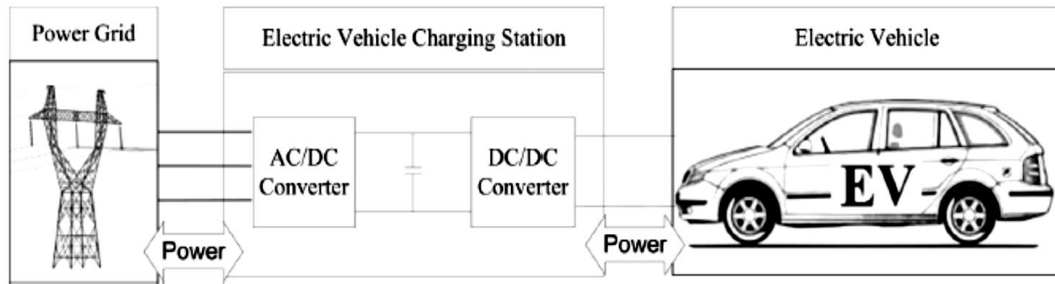 Power Grid
Electric Vehicle Charging Station
Electric Vehicle
AC/DC
Converter
DC/DC
Converter
EV
Power
Power